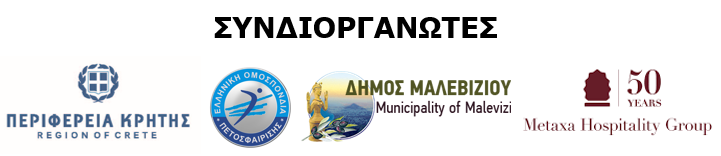 ΣΥΝΔΙΟΡΓΑΝΩΤΕΣ
ΠΕΡΙΦΕΡΕΙΑ ΚΡΗΤΗΣ
REGION OF CRETE
ΕΛΛΗΝΙΚΗ ΟΜΟΣΠΟΝΔΙΑ
ΠΕΤΟΣΦΑΙΡΙΣΗΣ
ΔΗΜΟΣ ΜΑΛΕΒΙΖΙΟΥ
Municipality of Malevizi
50
YEARS
Metaxa Hospitality Group